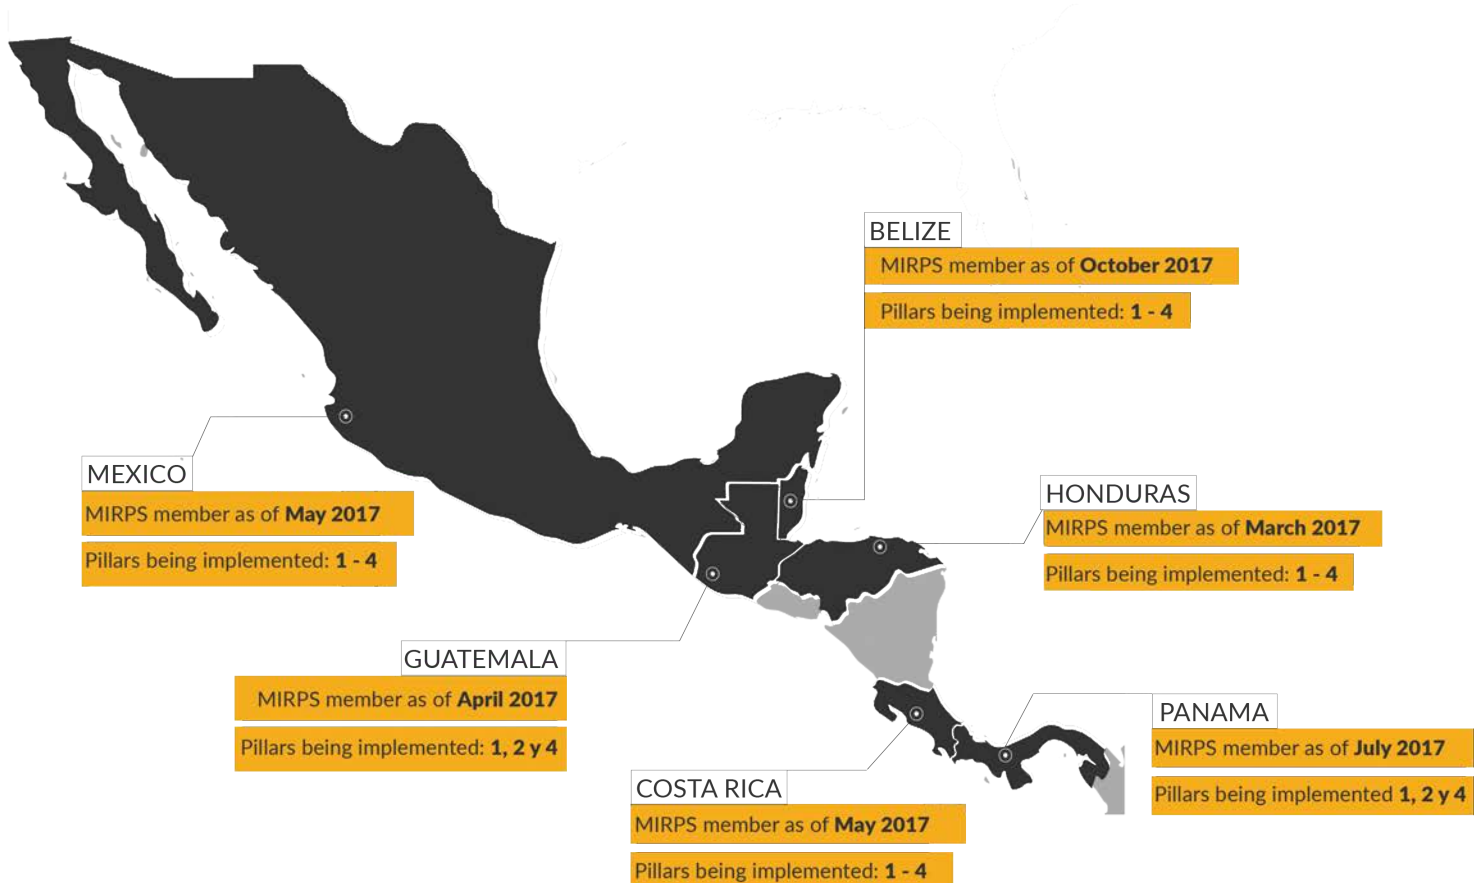 BELIZE
MIRPS member as of October 2017
Pillars being implemented: 1 - 4
MEXICO
MIRPS member as of May 2017
Pillars being implemented: 1 - 4
HONDURAS
MIRPS member as of March 2017
Pillars being implemented: 1 - 4
GUATEMALA
MIRPS member as of April 2017
Pillars being implemented: 1, 2 y 4
PANAMA
MIRPS member as of July 2017
Pillars being implemented 1, 2 y 4
COSTA RICA
MIRPS member as of May 2017
Pillars being implemented: 1 - 4